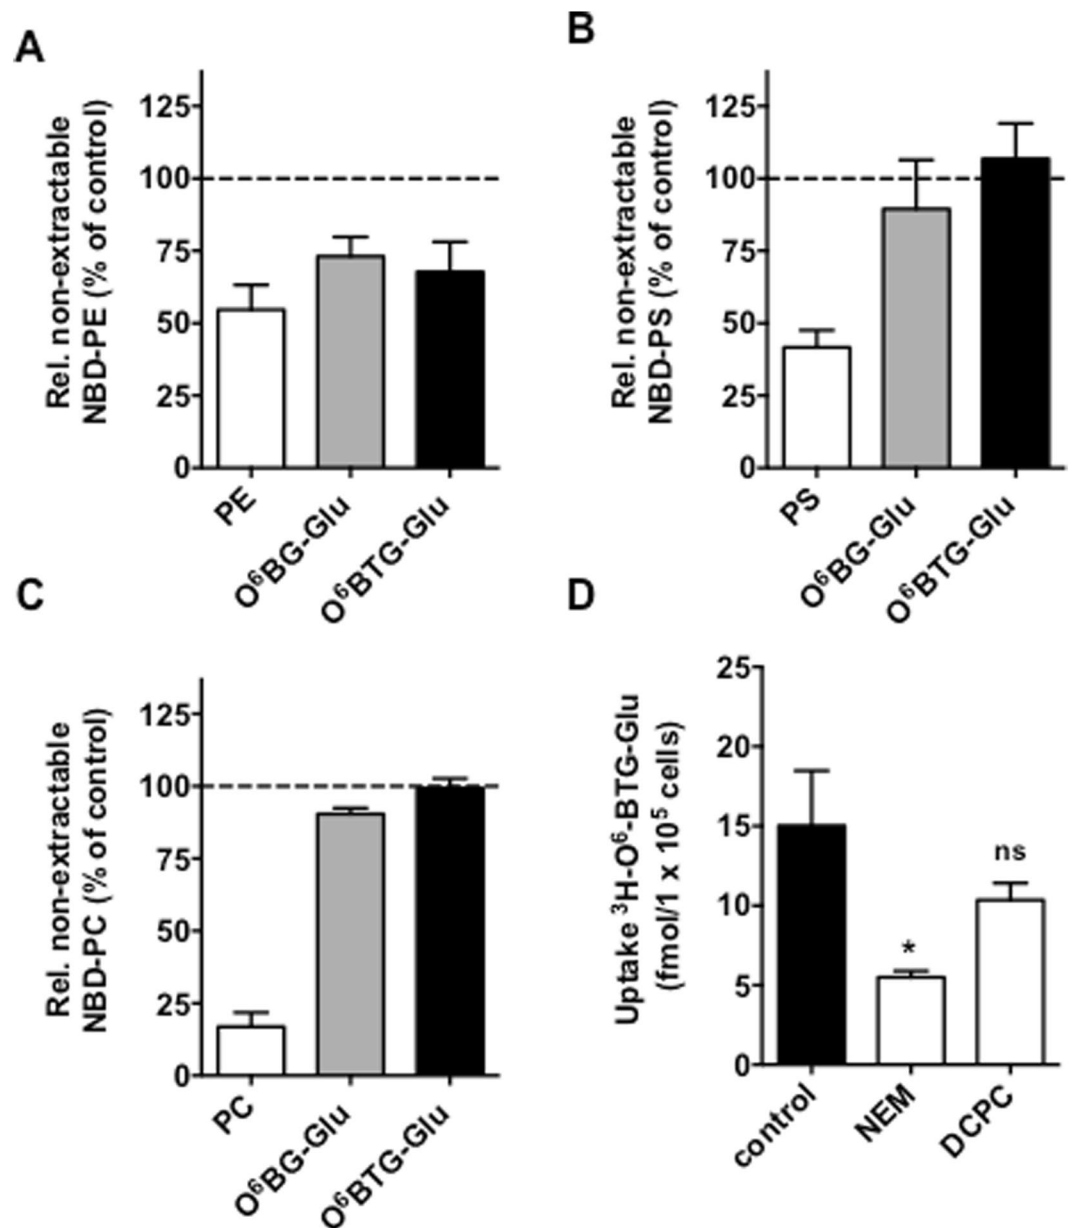 A
Rel. non-extractable
NBD-PE (% of control)
125
100
75
50
25
0
PE
O⁶BG-Glu
O⁶BTG-Glu
B
Rel. non-extractable
NBD-PS (% of control)
125
100
75
50
25
0
PS
O⁶BG-Glu
O⁶BTG-Glu
C
Rel. non-extractable
NBD-PC (% of control)
125
100
75
50
25
0
PC
O⁶BG-Glu
O⁶BTG-Glu
D
Uptake ³H-O⁶-BTG-Glu
(fmol/1 x 10⁵ cells)
25
20
15
10
5
0
*
ns
control
NEM
DCPC